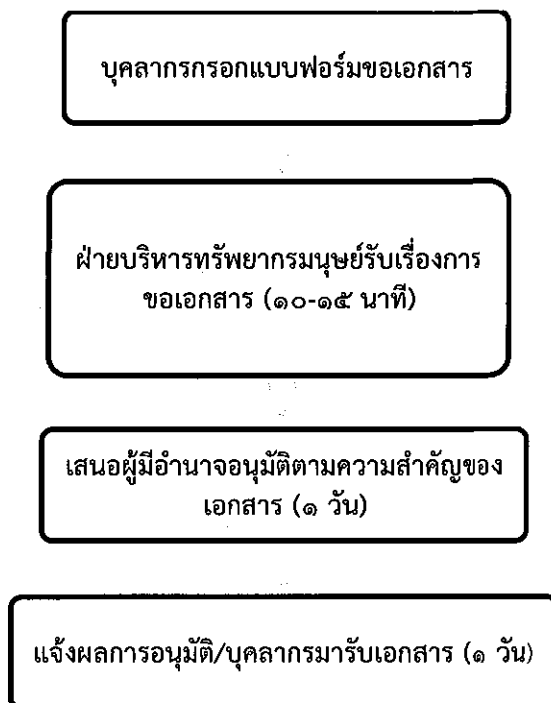 บุคลากรกรอกแบบฟอร์มขอเอกสาร
ฝ่ายบริหารทรัพยากรมนุษย์รับเรื่องการ
ขอเอกสาร (๑๐-๑๕ นาที)
เสนอผู้มีอำนาจอนุมัติตามความสำคัญของ
เอกสาร (๑ วัน)
แจ้งผลการอนุมัติ/บุคลากรมารับเอกสาร (๑ วัน)